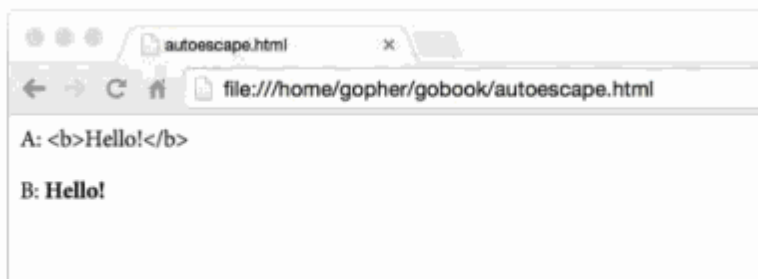 autoescape.html
file:///home/gopher/gobook/autoescape.html
A: <b>Hello!</b>
B: Hello!